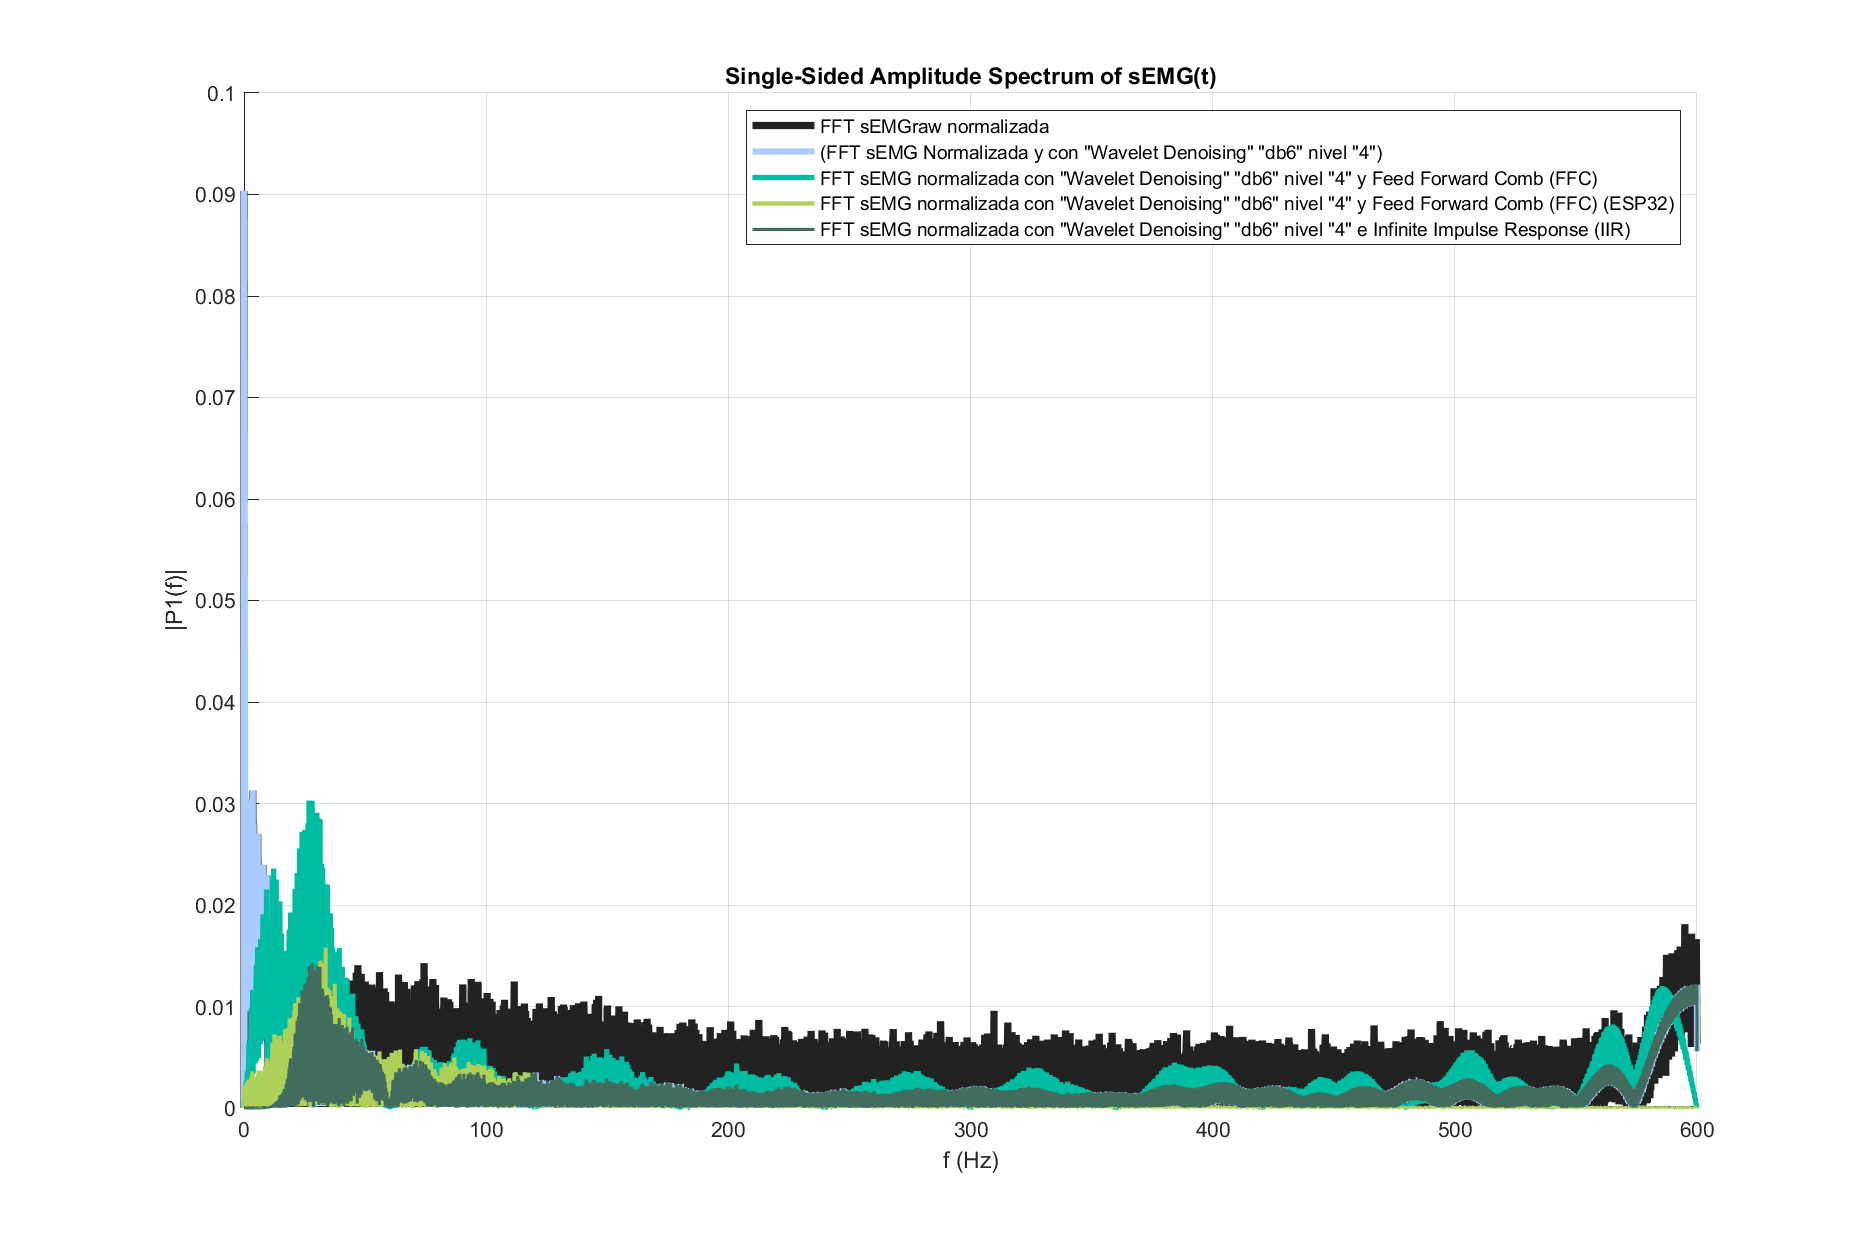 Single-Sided Amplitude Spectrum of sEMG(t)
FFT sEMGraw normalizada
(FFT sEMG Normalizada y con "Wavelet Denoising" "db6" nivel "4")
FFT sEMG normalizada con "Wavelet Denoising" "db6" nivel "4" y Feed Forward Comb (FFC)
FFT sEMG normalizada con "Wavelet Denoising" "db6" nivel "4" y Feed Forward Comb (FFC) (ESP32)
FFT sEMG normalizada con "Wavelet Denoising" "db6" nivel "4" e Infinite Impulse Response (IIR)
0.1
0.09
0.08
0.07
0.06
0.05
0.04
0.03
0.02
0.01
0
|P1(f)|
0 100 200 300 400 500 600
f (Hz)